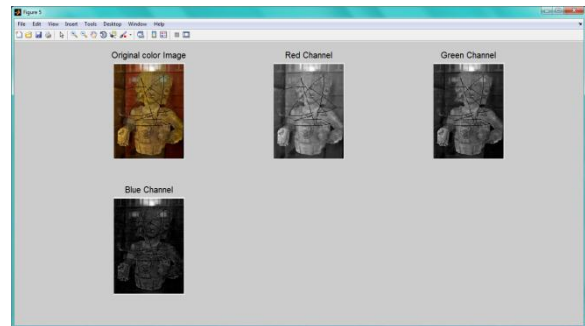 Figure 5
File Edit View Insert Tools Desktop Window Help
Original color Image
Red Channel
Green Channel
Blue Channel